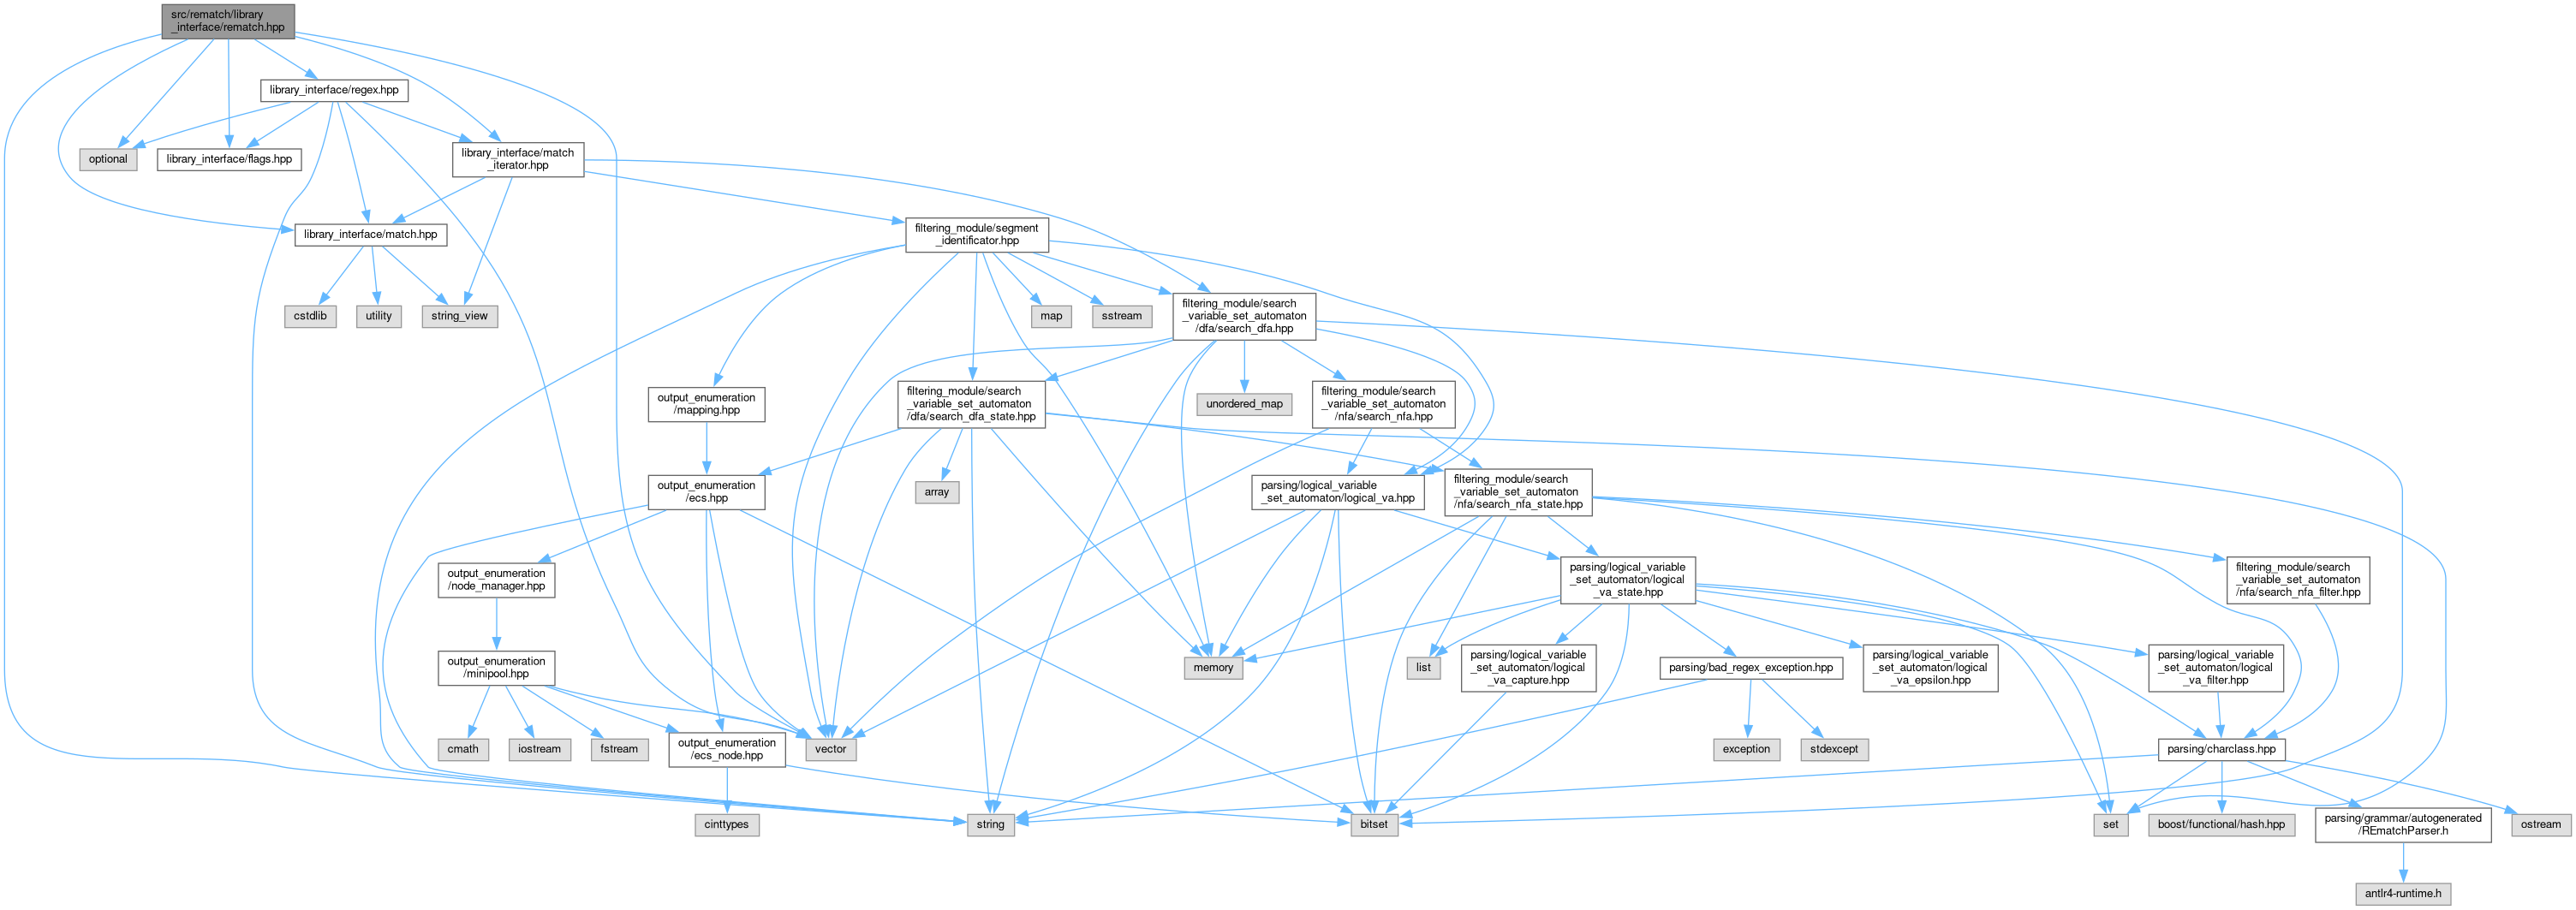 src/rematch/library
_interface/rematch.hpp
library_interface/regex.hpp
optional
library_interface/flags.hpp
library_interface/match
_iterator.hpp
library_interface/match.hpp
filtering_module/segment
_identificator.hpp
cstdlib
utility
string_view
map
sstream
filtering_module/search
_variable_set_automaton
/dfa/search_dfa.hpp
output_enumeration
/mapping.hpp
filtering_module/search
_variable_set_automaton
/dfa/search_dfa_state.hpp
unordered_map
filtering_module/search
_variable_set_automaton
/nfa/search_nfa.hpp
output_enumeration
/ecs.hpp
array
parsing/logical_variable
_set_automaton/logical_va.hpp
filtering_module/search
_variable_set_automaton
/nfa/search_nfa_state.hpp
output_enumeration
/node_manager.hpp
parsing/logical_variable
_set_automaton/logical
_va_state.hpp
filtering_module/search
_variable_set_automaton
/nfa/search_nfa_filter.hpp
output_enumeration
/minipool.hpp
memory
list
parsing/logical_variable
_set_automaton/logical
_va_capture.hpp
parsing/bad_regex_exception.hpp
parsing/logical_variable
_set_automaton/logical
_va_epsilon.hpp
parsing/logical_variable
_set_automaton/logical
_va_filter.hpp
cmath
iostream
fstream
output_enumeration
/ecs_node.hpp
vector
exception
stdexcept
parsing/charclass.hpp
cinttypes
string
bitset
set
boost/functional/hash.hpp
parsing/grammar/autogenerated
/REmatchParser.h
ostream
antlr4-runtime.h